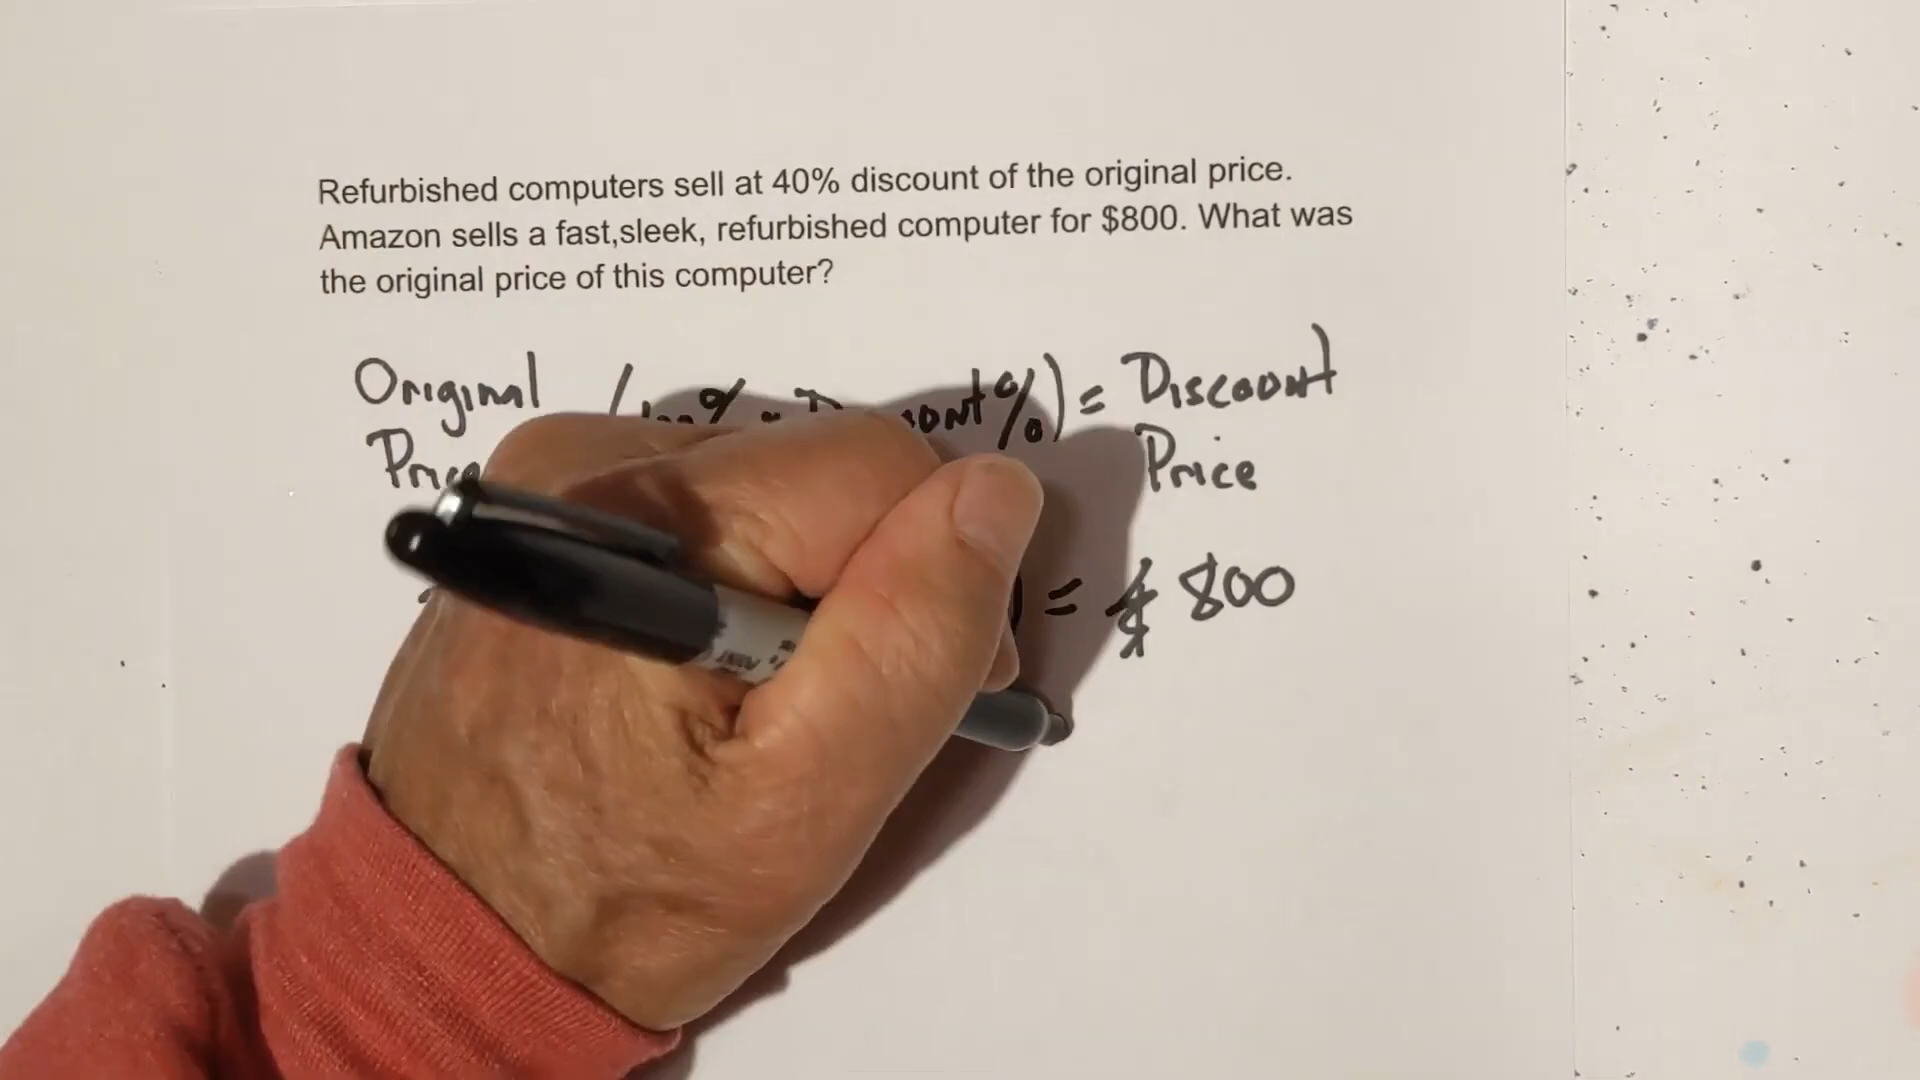 Refurbished computers sell at 40% discount of the original price.
Amazon sells a fast,sleek, refurbished computer for $800. What was
the original price of this computer?
Original ( % - %) = Discount
Price
) = $ 800
POINT